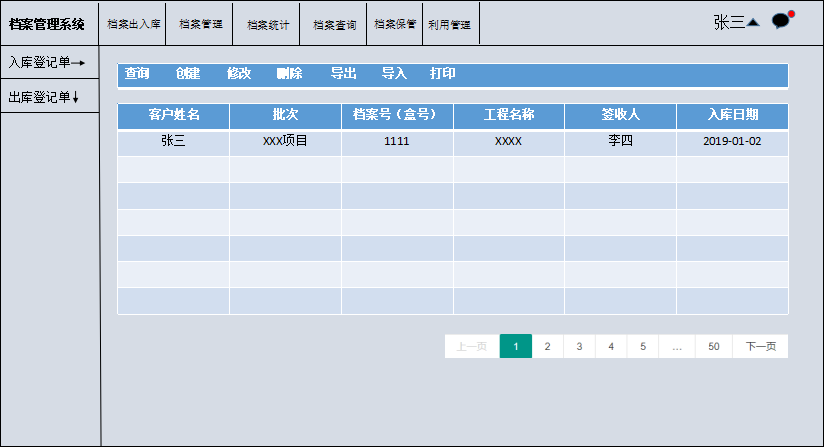 档案管理系统 档案出入库 档案管理 档案统计 档案查询 档案保管 利用管理 张三
入库登记单
出库登记单
查询 创建 修改 删除 导出 导入 打印
客户姓名 批次 档案号（盒号） 工程名称 签收人 入库日期
张三 XXX项目 1111 XXXX 李四 2019-01-02
上一页 1 2 3 4 5 … 50 下一页